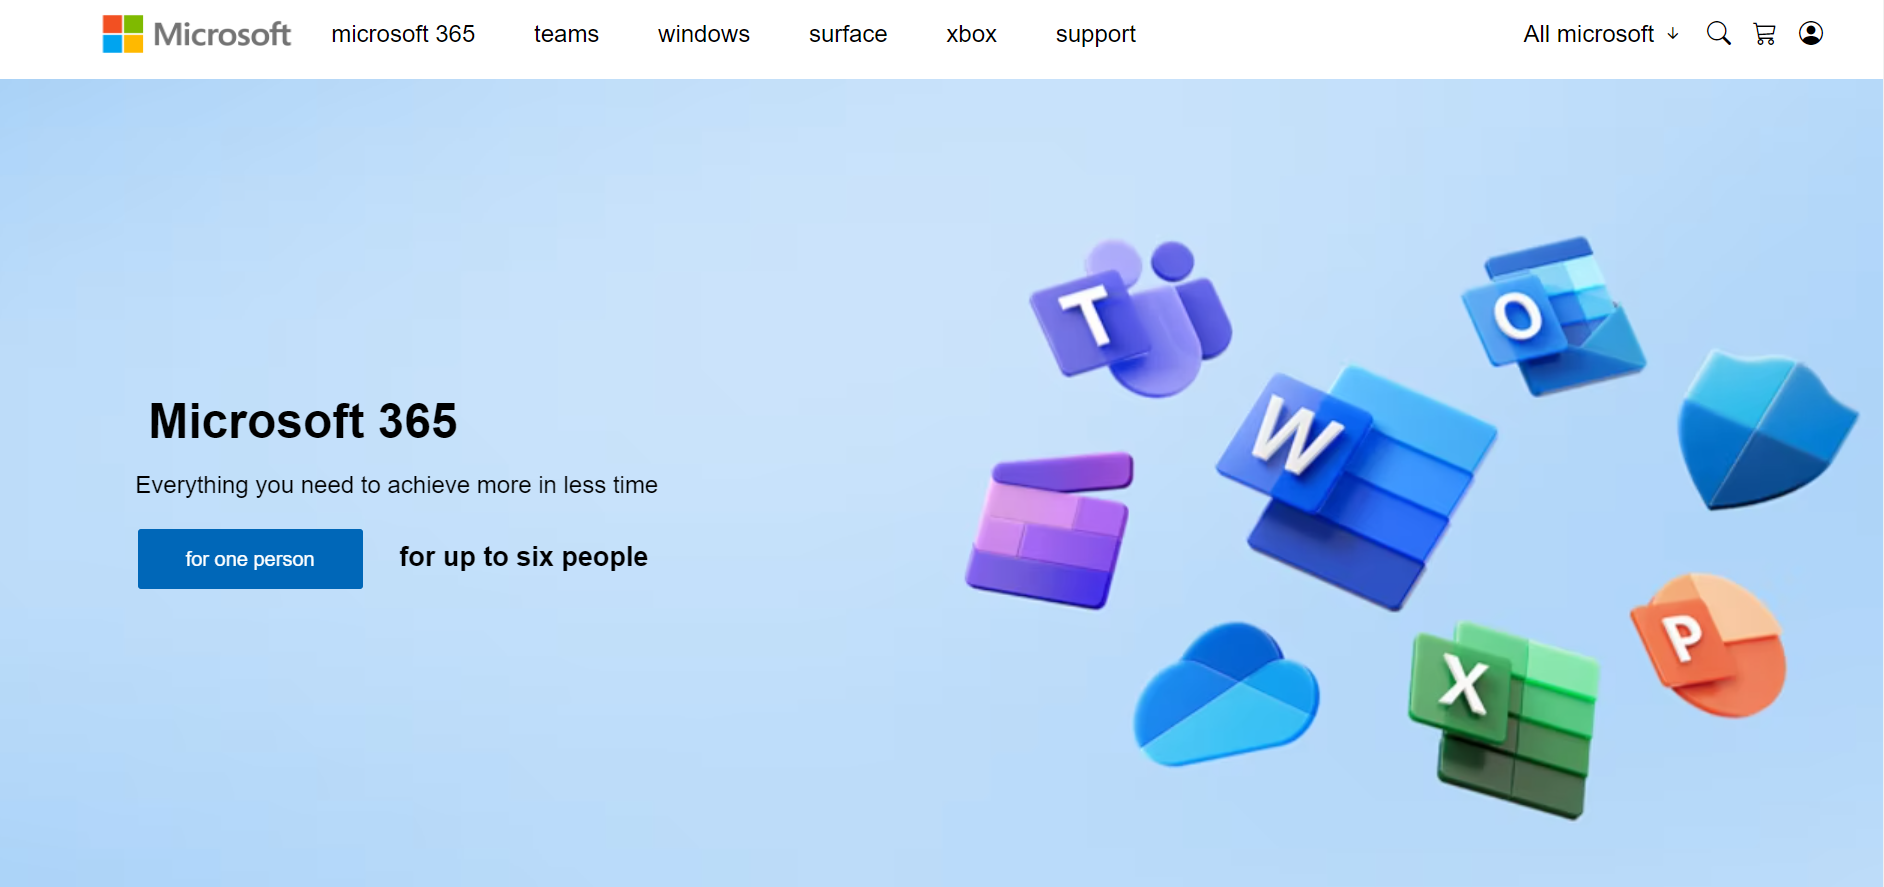 Microsoft microsoft 365 teams windows surface xbox support All microsoft ↓
T
O
W
Microsoft 365
Everything you need to achieve more in less time
for one person for up to six people
P
X